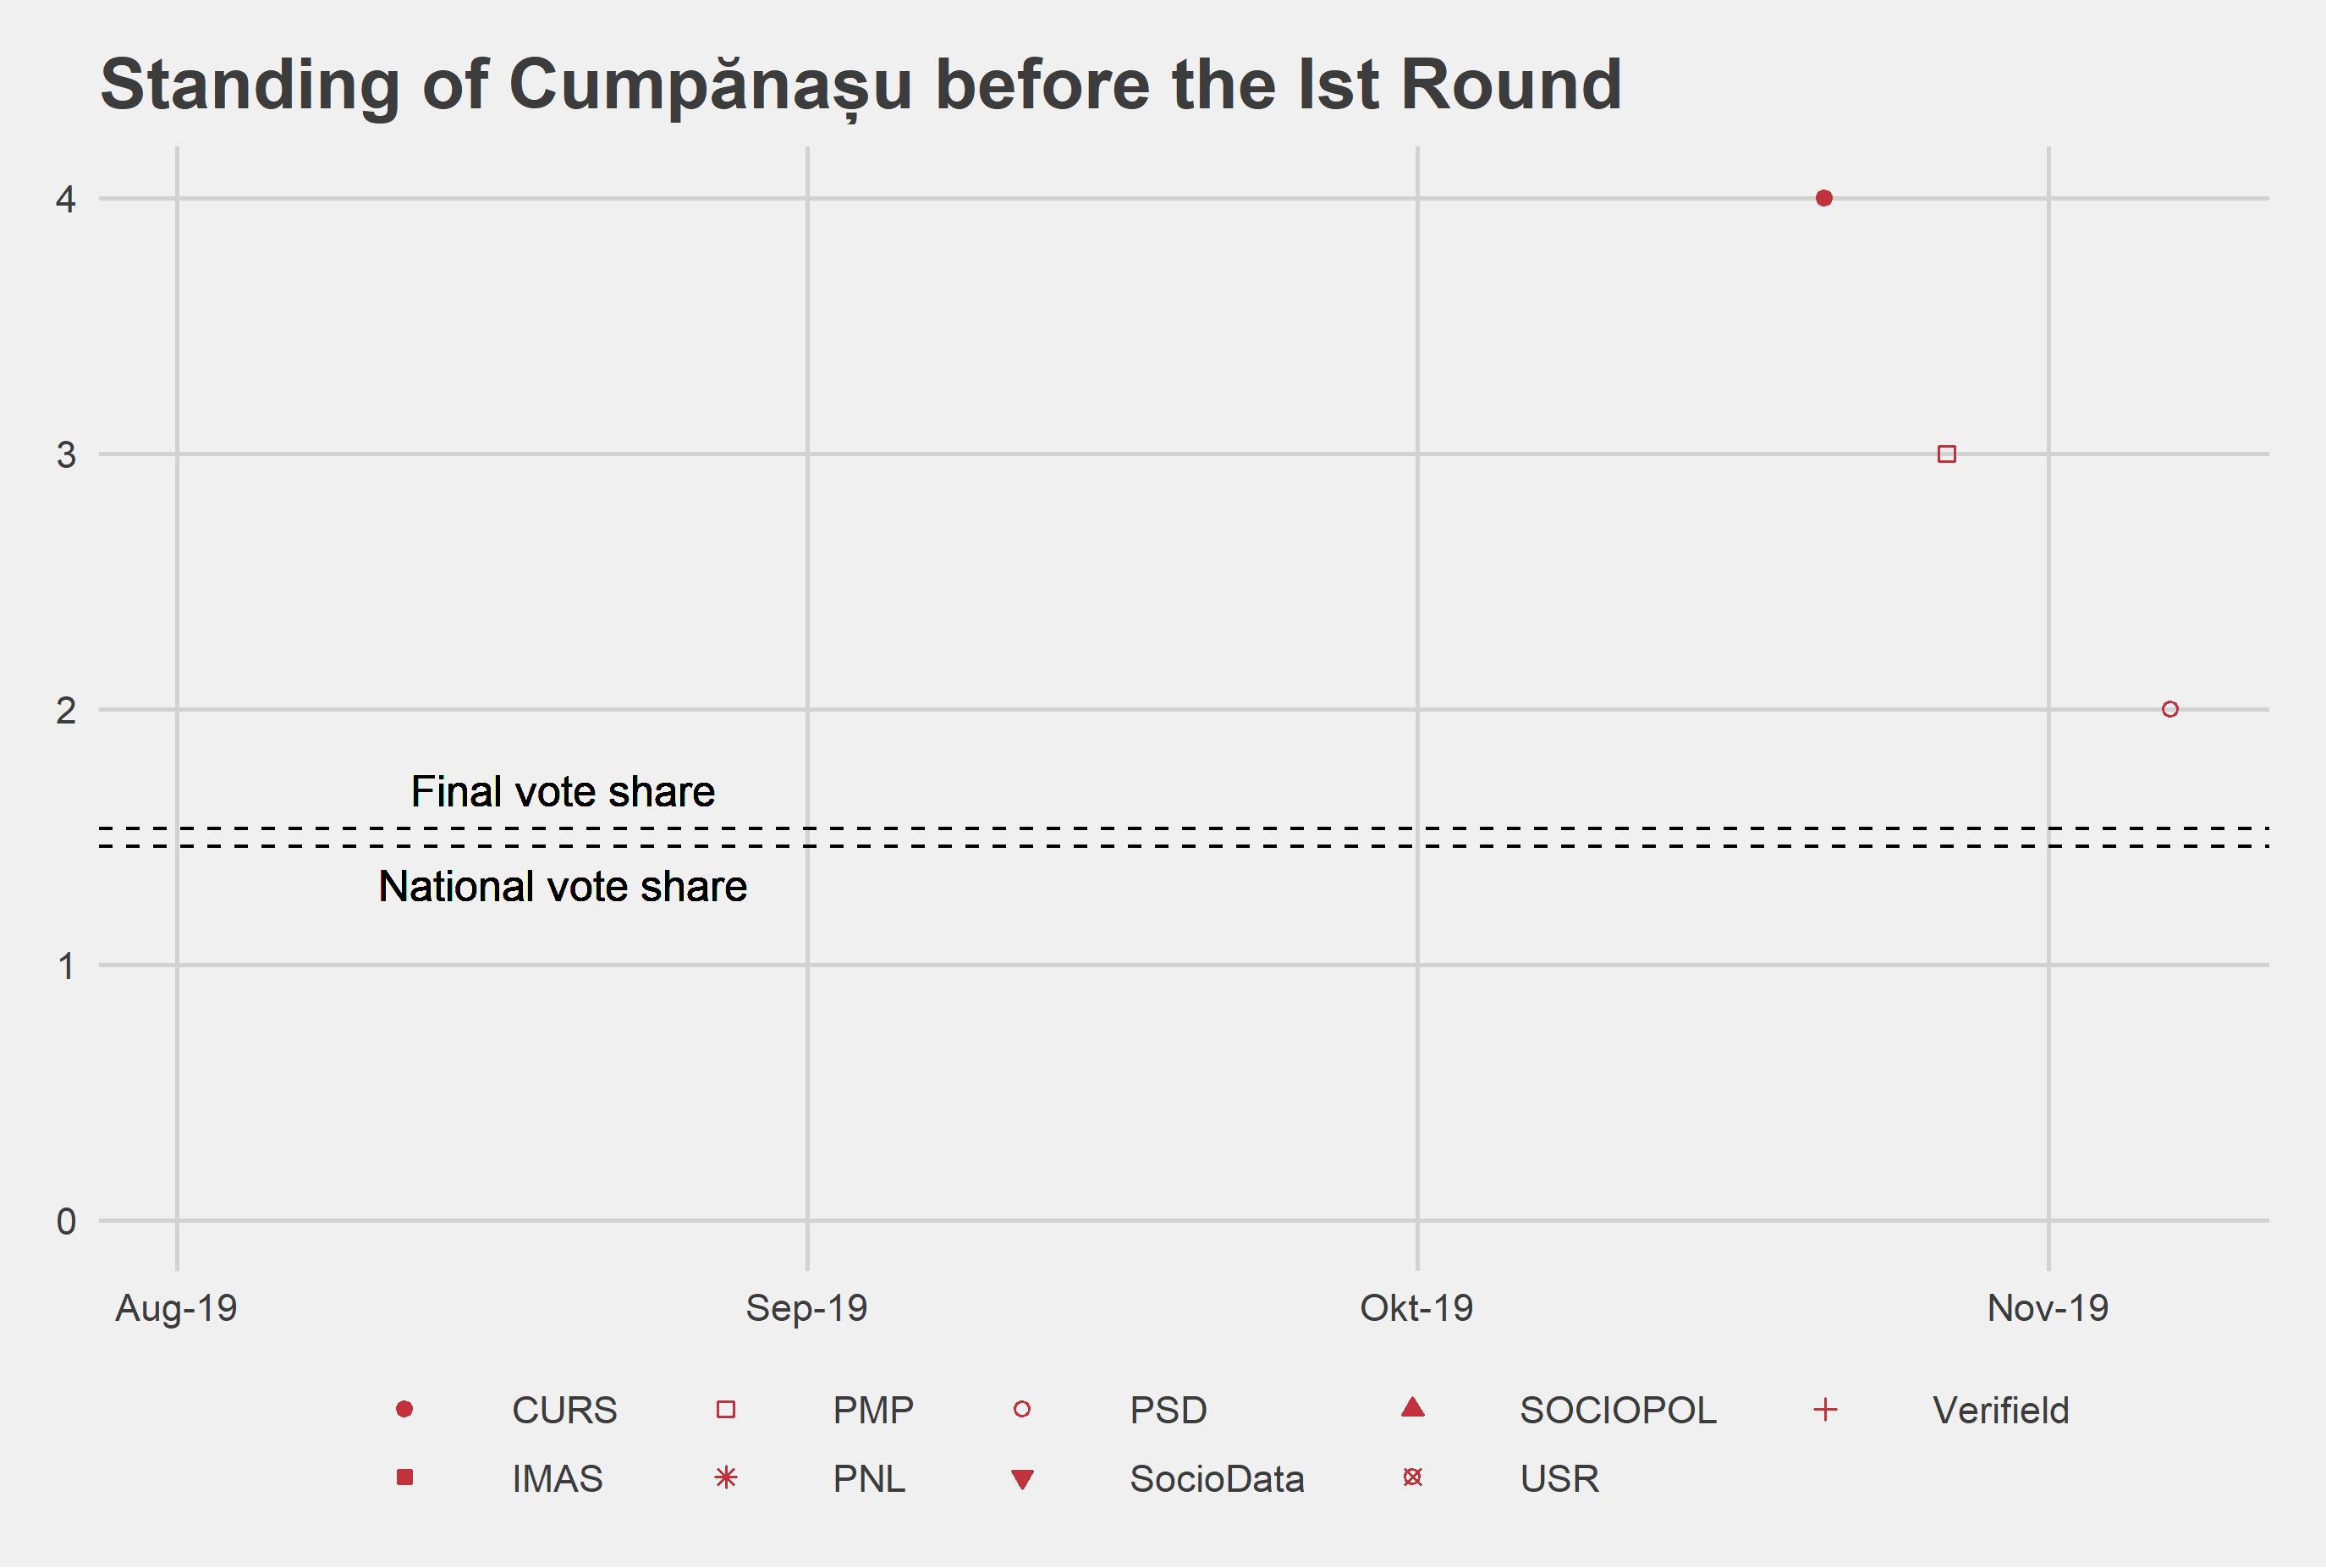 Standing of Cumpănașu before the Ist Round
4
3
2
Final vote share
National vote share
1
0
Aug-19 Sep-19 Okt-19 Nov-19
CURS PMP PSD SOCIOPOL Verifield
IMAS PNL SocioData USR